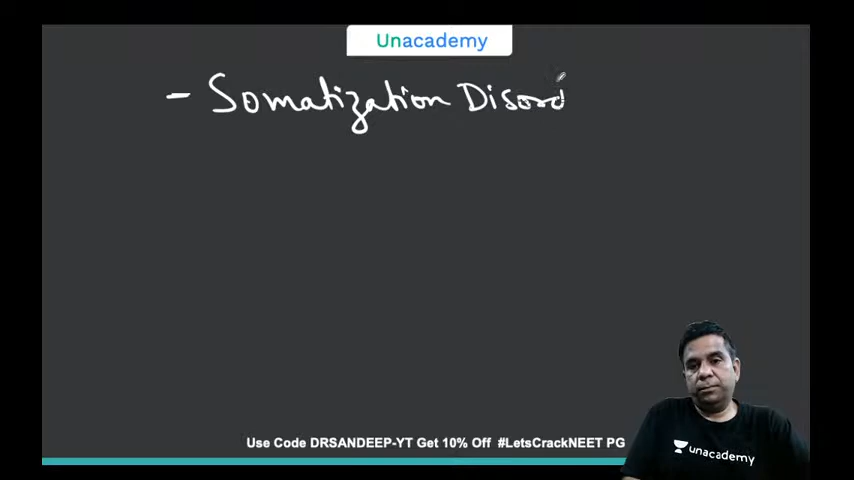 Unacademy
- Somatization Disord
Use Code DRSANDEEP-YT Get 10% Off #LetsCrackNEET PG
unacademy